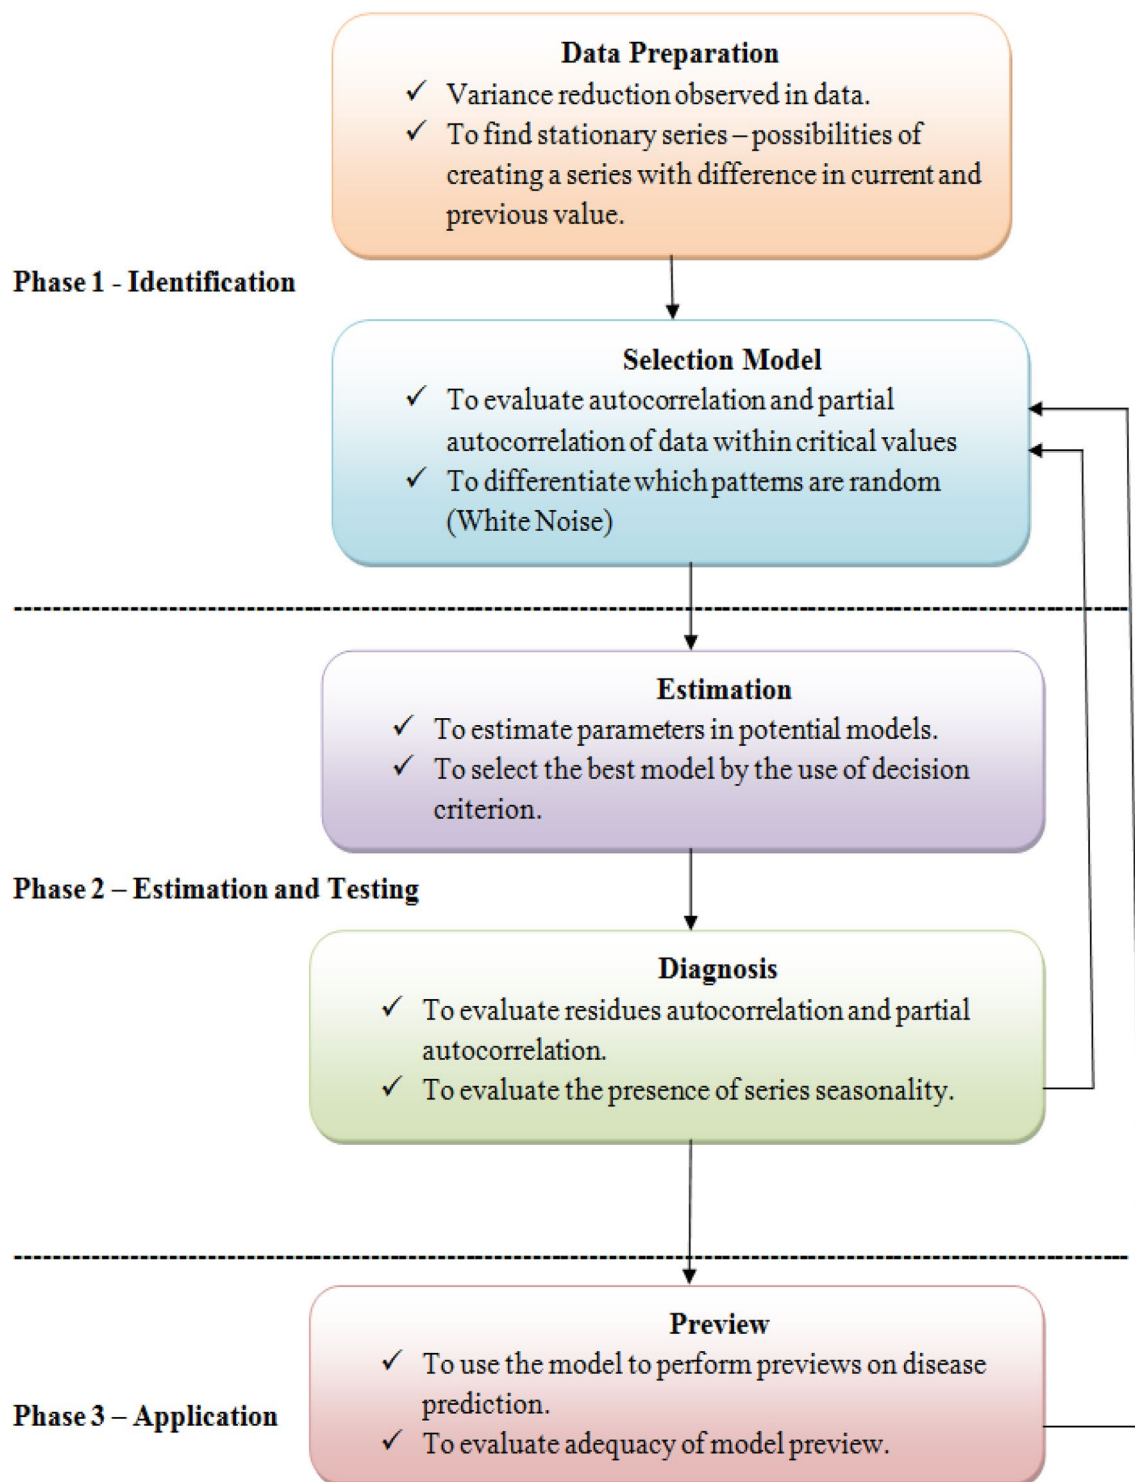 Data Preparation
✓ Variance reduction observed in data.
✓ To find stationary series – possibilities of
creating a series with difference in current and
previous value.
Phase 1 - Identification
Selection Model
✓ To evaluate autocorrelation and partial
autocorrelation of data within critical values
✓ To differentiate which patterns are random
(White Noise)
Estimation
✓ To estimate parameters in potential models.
✓ To select the best model by the use of decision
criterion.
Phase 2 – Estimation and Testing
Diagnosis
✓ To evaluate residues autocorrelation and partial
autocorrelation.
✓ To evaluate the presence of series seasonality.
Preview
✓ To use the model to perform previews on disease
prediction.
Phase 3 – Application
✓ To evaluate adequacy of model preview.